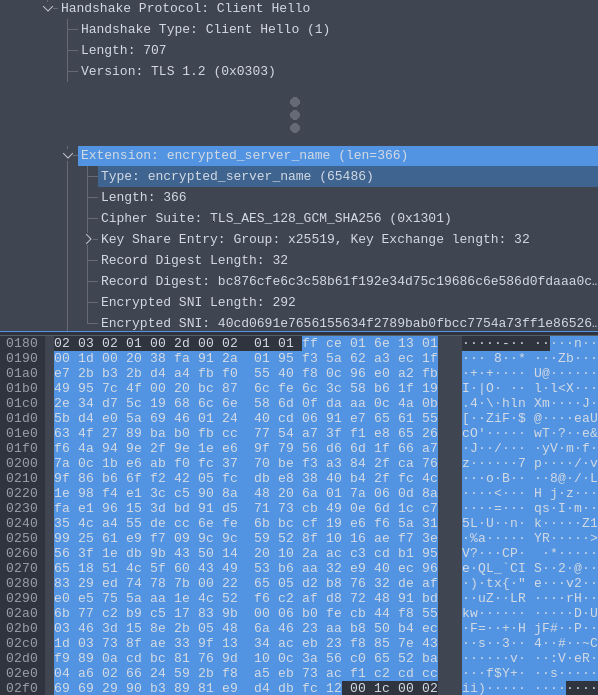 Handshake Protocol: Client Hello
Handshake Type: Client Hello (1)
Length: 707
Version: TLS 1.2 (0x0303)
Extension: encrypted_server_name (len=366)
Type: encrypted_server_name (65486)
Length: 366
Cipher Suite: TLS_AES_128_GCM_SHA256 (0x1301)
Key Share Entry: Group: x25519, Key Exchange length: 32
Record Digest Length: 32
Record Digest: bc876cfe6c3c58b61f192e34d75c19686c6e586d0fdaaa0c…
Encrypted SNI Length: 292
Encrypted SNI: 40cd0691e7656155634f2789bab0fbcc7754a73ff1e86526…
0180 02 03 02 01 00 2d 00 02 01 01 ff ce 01 6e 13 01 ·····-·· ·····n··
0190 00 1d 00 20 38 fa 91 2a 01 95 f3 5a 62 a3 ec 1f ··· 8··* ···Zb···
01a0 e7 2b b3 2b d4 a4 fb f0 55 40 f8 0c 96 e0 a2 fb ·+·+···· U@······
01b0 49 95 7c 4f 00 20 bc 87 6c fe 6c 3c 58 b6 1f 19 I·|O· ·· l·l<X···
01c0 2e 34 d7 5c 19 68 6c 6e 58 6d 0f da aa 0c 4a 0b .4·\·hln Xm····J·
01d0 5b d4 e0 5a 69 46 01 24 40 cd 06 91 e7 65 61 55 [··ZiF·$ @····eaU
01e0 63 4f 27 89 ba b0 fb cc 77 54 a7 3f f1 e8 65 26 cO'····· wT·?··e&
01f0 f6 4a 94 9e 2f 9e 1e e6 9f 79 56 d6 6d 1f 66 a7 ·J··/··· ·yV·m·f·
0200 7a 0c 1b e6 ab f0 fc 37 70 be f3 a3 84 2f ca 76 z······7 p····/·v
0210 9f 86 b6 6f f2 42 05 fc db e8 38 40 b4 2f fc 4c ···o·B·· ··8@·/·L
0220 1e 98 f4 e1 3c c5 90 8a 48 20 6a 01 7a 06 0d 8a ····<··· H j·z···
0230 fa e1 96 15 3d bd 91 d5 71 73 cb 49 0e 6d 1c c7 ····=··· qs·I·m··
0240 35 4c a4 55 de cc 6e fe 6b bc cf 19 e6 f6 5a 31 5L·U··n· k·····Z1
0250 99 25 61 e9 f7 09 9c 9c 59 52 8f 10 16 ae f7 3e ·%a····· YR·····>
0260 56 3f 1e db 9b 43 50 14 20 10 2a ac c3 cd b1 95 V?···CP· ·*·····
0270 65 18 51 4c 5f 60 43 49 53 b6 aa 32 e9 40 ec 96 e·QL_`CI S··2·@··
0280 83 29 ed 74 78 7b 00 22 65 05 d2 b8 76 32 de af ·)·tx{·" e···v2··
0290 e0 e5 75 5a aa 1e 4c 52 f6 c2 af d8 72 48 91 bd ··uZ··LR ····rH··
02a0 6b 77 c2 b9 c5 17 83 9b 00 06 b0 fe cb 44 f8 55 kw······ ·····D·U
02b0 03 46 3d 15 8e 2b 05 48 6a 46 23 aa b8 50 b4 ec ·F=··+·H jF#··P··
02c0 1d 03 73 8f ae 33 9f 13 34 ac eb 23 f8 85 7e 43 ··s··3·· 4··#··~C
02d0 f9 89 0a cd bc 81 76 9d 10 0c 3a 56 c0 65 52 ba ······v· ··:V·eR·
02e0 04 a6 02 66 24 59 2b f8 a5 eb 73 ac f1 c2 cd cc ···f$Y+· ··s·····
02f0 69 69 29 90 b3 89 81 e9 d4 db fc 12 00 1c 00 02 ii)····· ········